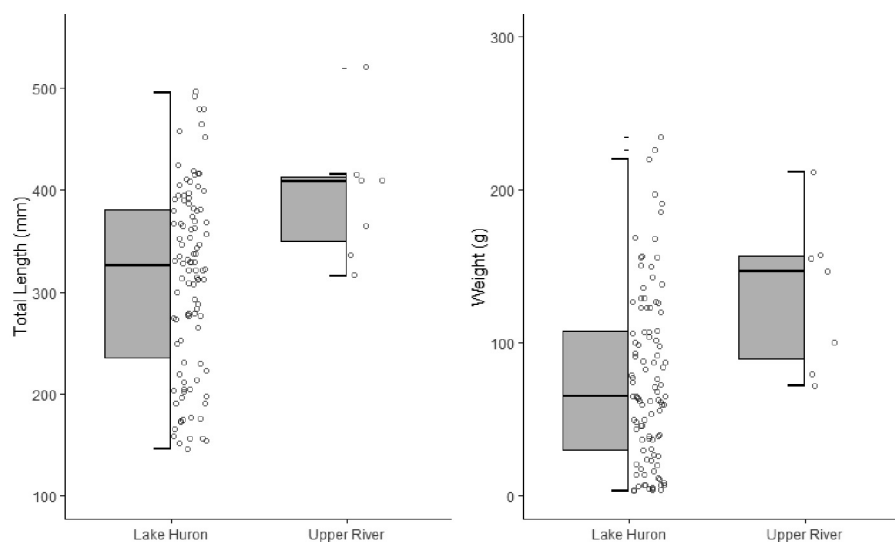 Total Length (mm)
500
400
300
200
100
Lake Huron
Upper River
Weight (g)
300
200
100
0
Lake Huron
Upper River